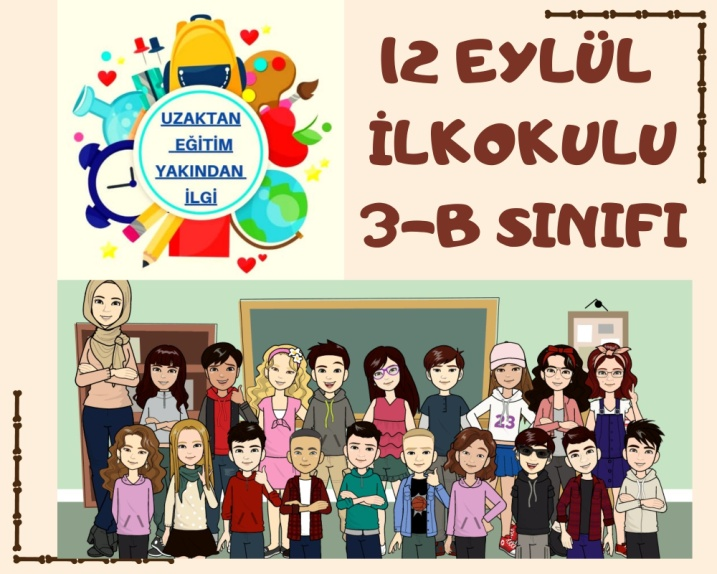 UZAKTAN
EĞİTİM
YAKINDAN
İLGİ
12 EYLÜL
İLKOKULU
3-B SINIFI
23